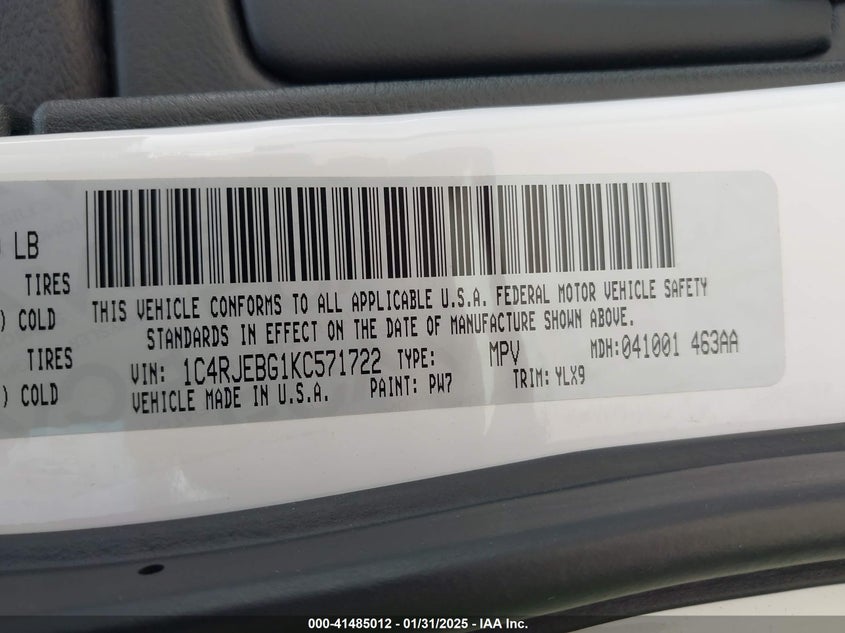 LB
TIRES
) COLD
TIRES
) COLD
THIS VEHICLE CONFORMS TO ALL APPLICABLE U.S.A. FEDERAL MOTOR VEHICLE SAFETY
STANDARDS IN EFFECT ON THE DATE OF MANUFACTURE SHOWN ABOVE.
VIN: 1C4RJEBG1KC571722 TYPE: MPV MDH:041001 463AA
VEHICLE MADE IN U.S.A. PAINT: PW7 TRIM: YLX9
000-41485012 - 01/31/2025 - IAA Inc.